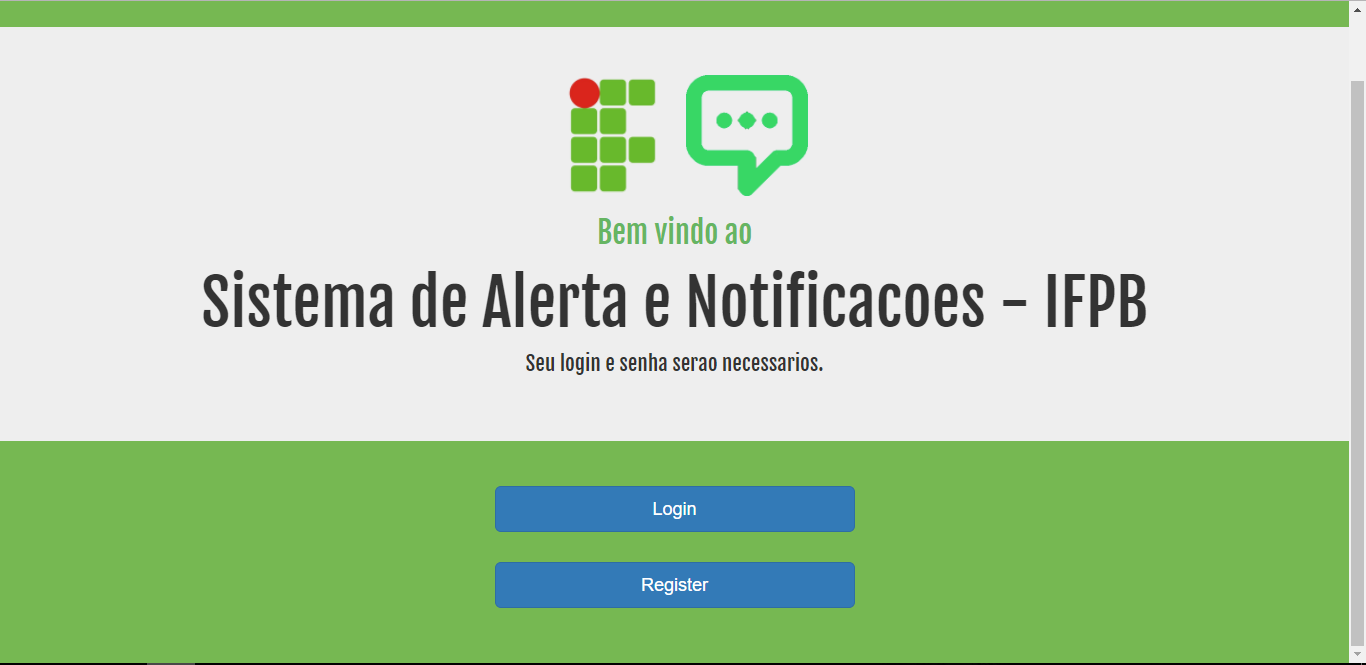 Bem vindo ao
Sistema de Alerta e Notificacoes - IFPB
Seu login e senha serao necessarios.
Login
Register